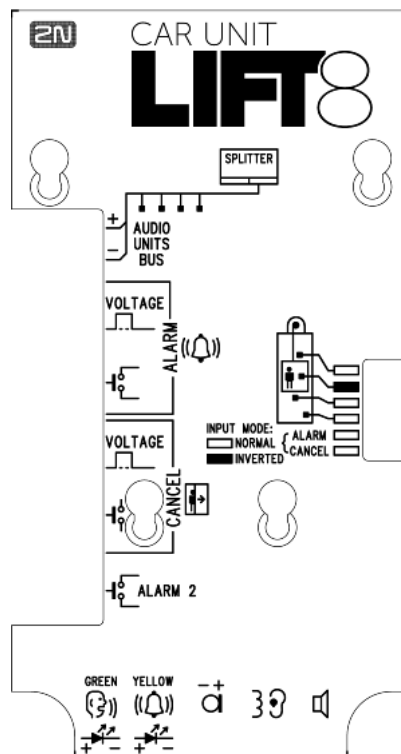 2N
CAR UNIT
LIFT8
SPLITTER
+
−
AUDIO
UNITS
BUS
VOLTAGE
ALARM
VOLTAGE
CANCEL
INPUT MODE:
NORMAL
INVERTED
ALARM
CANCEL
ALARM 2
GREEN
YELLOW
− +
+ −
+ −